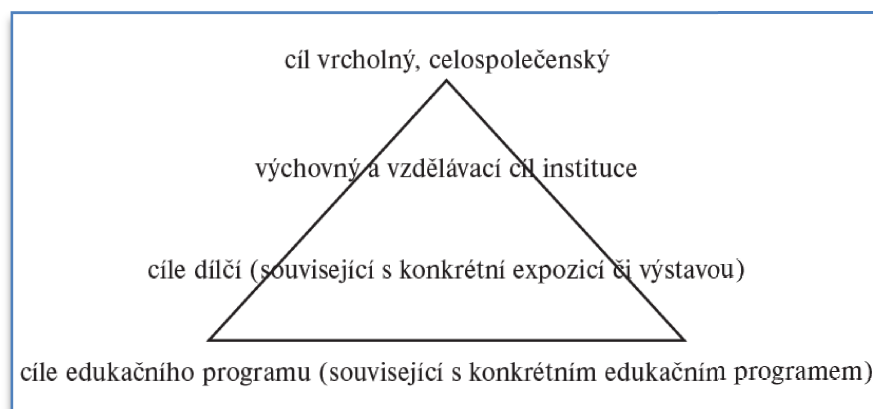 cíl vrcholný, celospolečenský
výchovný a vzdělávací cíl instituce
cíle dílčí (související s konkrétní expozicí či výstavou)
cíle edukačního programu (související s konkrétním edukačním programem)